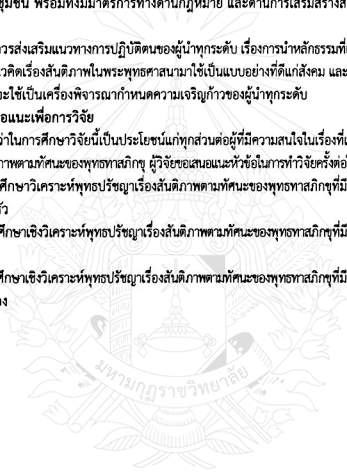 ชุมชน พร้อมทั้งมีมาตรการทางด้านกฎหมาย และด้านการเสริมสร้าง
วรส่งเสริมแนวทางการปฏิบัติตนของผู้นำทุกระดับ เรื่องการนำหลักธรรม
นวคิดเรื่องสันติภาพในพระพุทธศาสนามาใช้เป็นแบบอย่างที่ดีแก่สังคม และ
จะใช้เป็นเครื่องพิจารณากำหนดความเจริญก้าวของผู้นำทุกระดับ
อแนะเพื่อการวิจัย
ว่าในการศึกษาวิจัยนี้เป็นประโยชน์แก่ทุกส่วนต่อผู้ที่มีความสนใจในเรื่อง
ภาพตามทัศนะของพุทธทาสภิกขุ ผู้วิจัยขอเสนอแนะหัวข้อในการทำวิจัยครั้งต่อ
ศึกษาวิเคราะห์พุทธปรัชญาเรื่องสันติภาพตามทัศนะของพุทธทาสภิกขุที่มี
ศึกษาเชิงวิเคราะห์พุทธปรัชญาเรื่องสันติภาพตามทัศนะของพุทธทาสภิกขุที่มี
ศึกษาเชิงวิเคราะห์พุทธปรัชญาเรื่องสันติภาพตามทัศนะของพุทธทาสภิกขุที่มี
อง
มหามกุฏราชวิทยาลัย